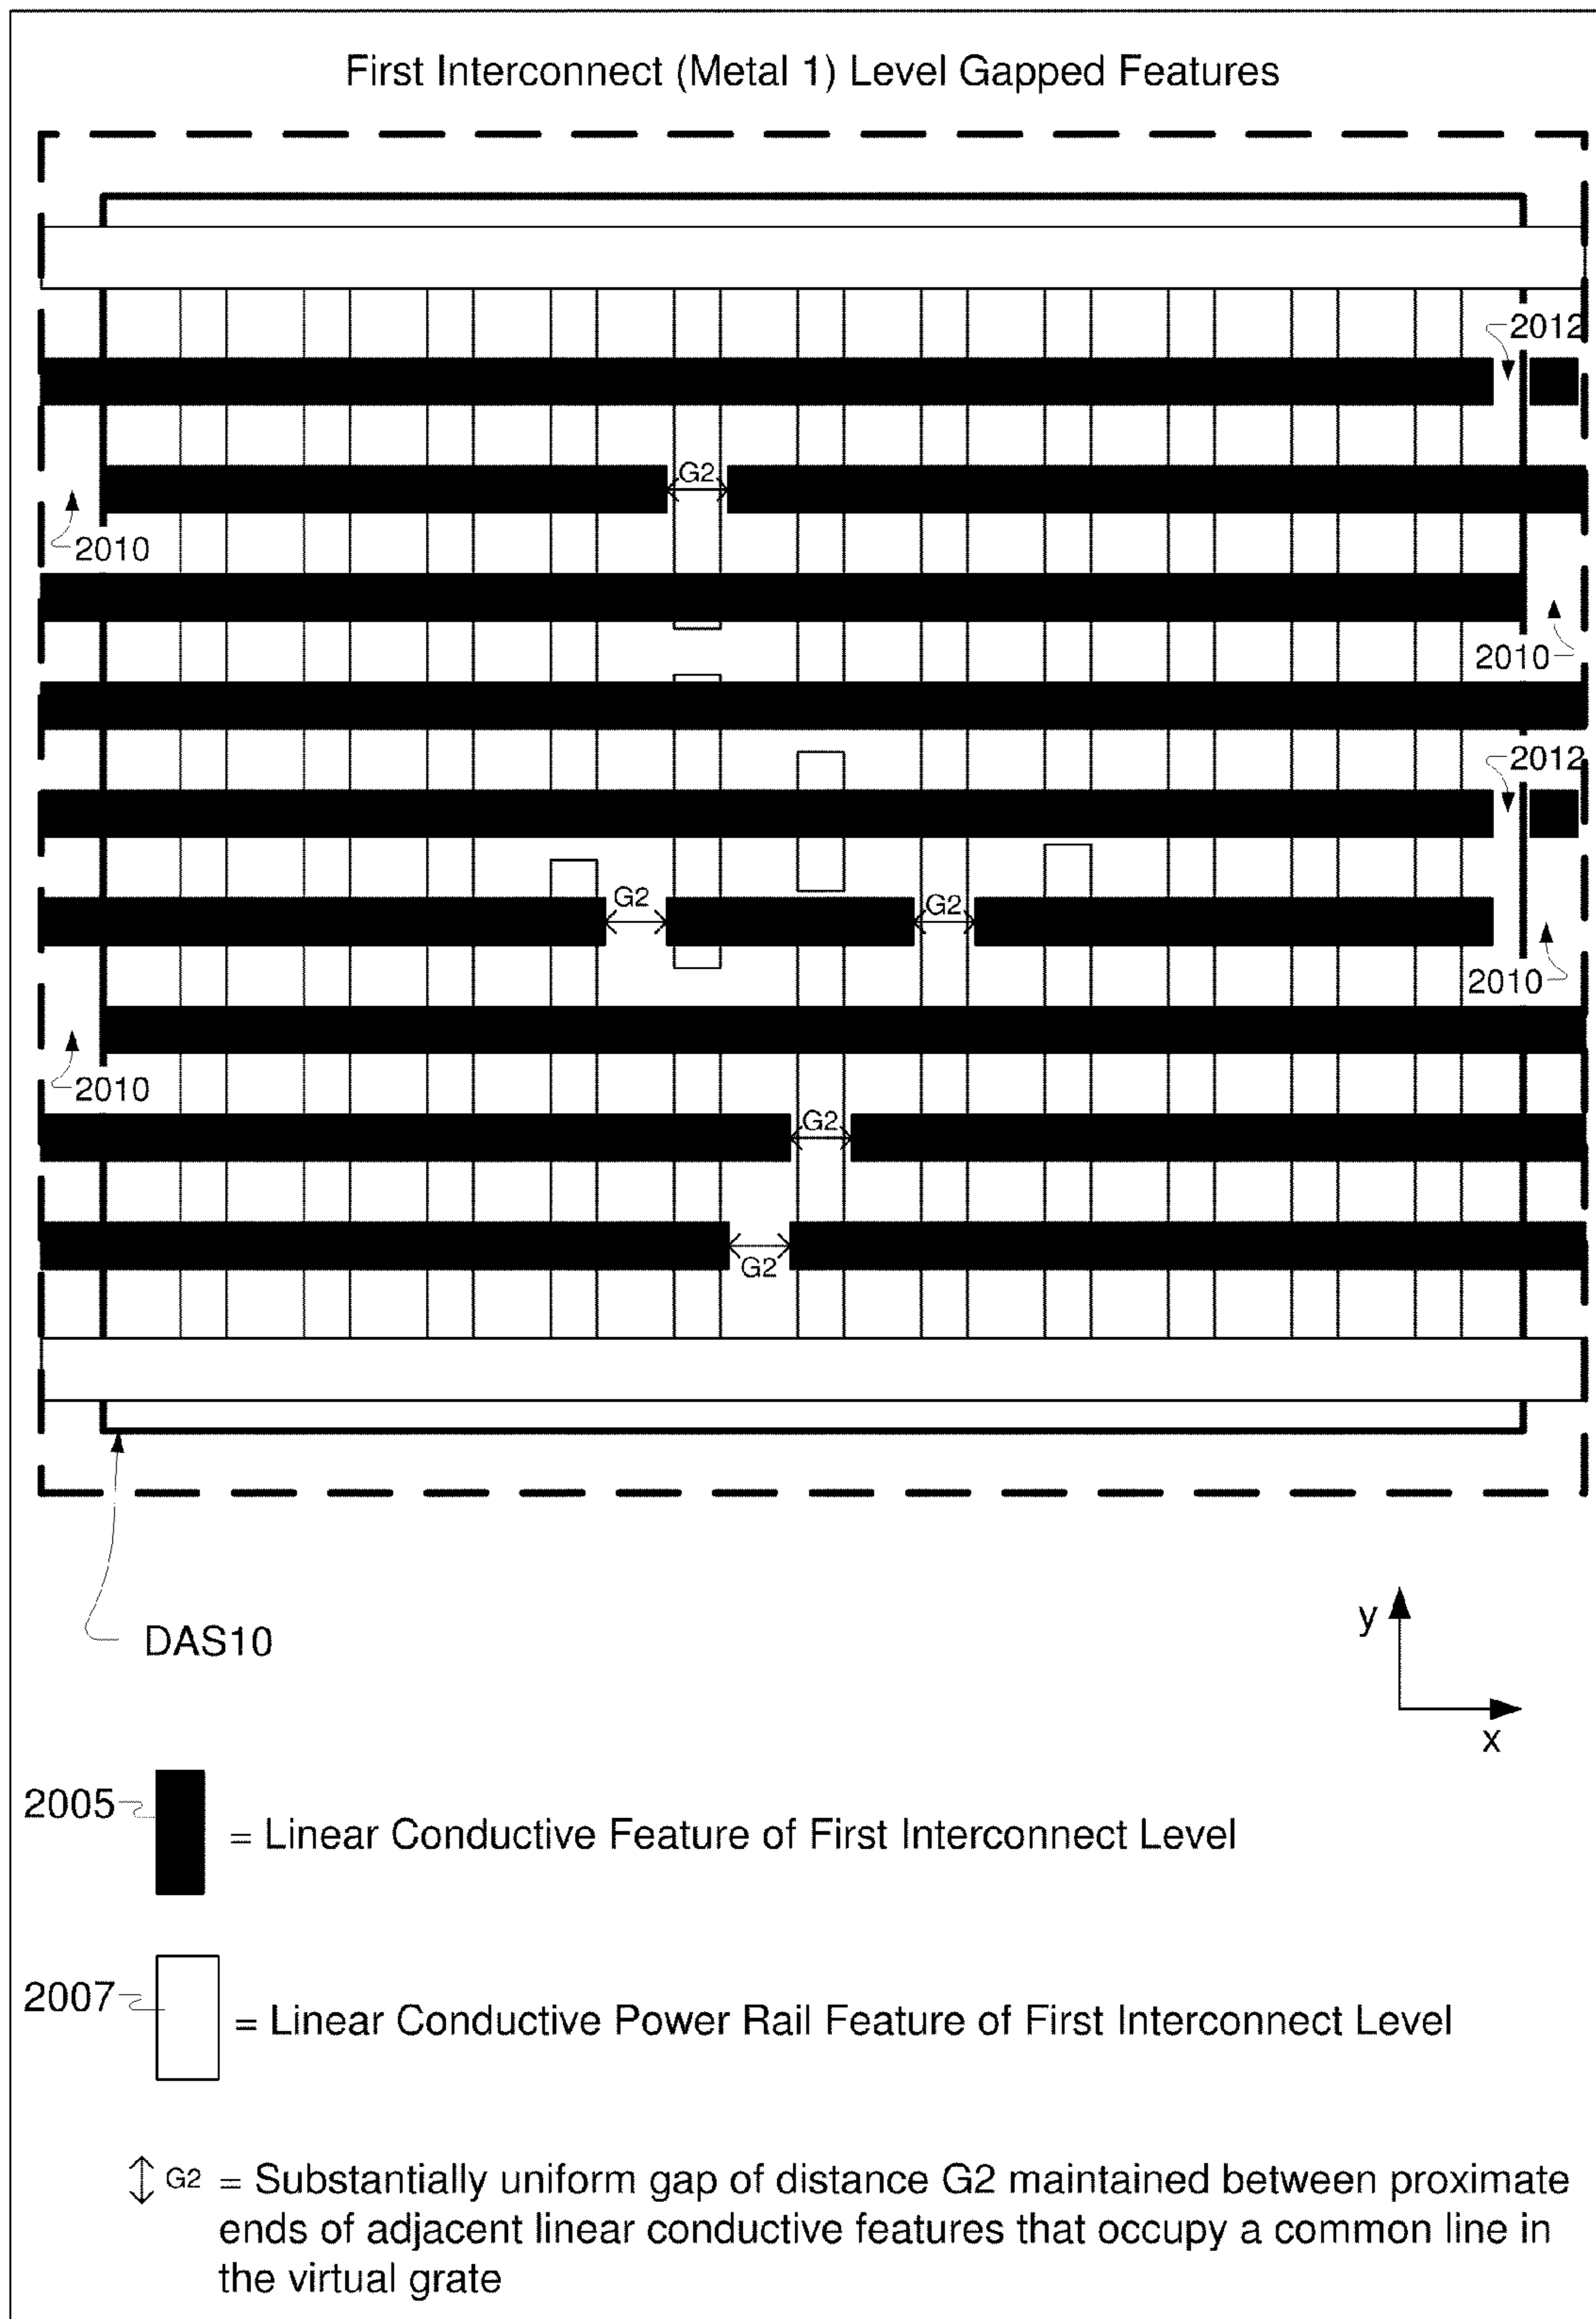 First Interconnect (Metal 1) Level Gapped Features
2012
G2
2010
2010
2012
G2
G2
2010
2010
G2
G2
DAS10
y
x
2005
= Linear Conductive Feature of First Interconnect Level
2007
= Linear Conductive Power Rail Feature of First Interconnect Level
G2 = Substantially uniform gap of distance G2 maintained between proximate
ends of adjacent linear conductive features that occupy a common line in
the virtual grate